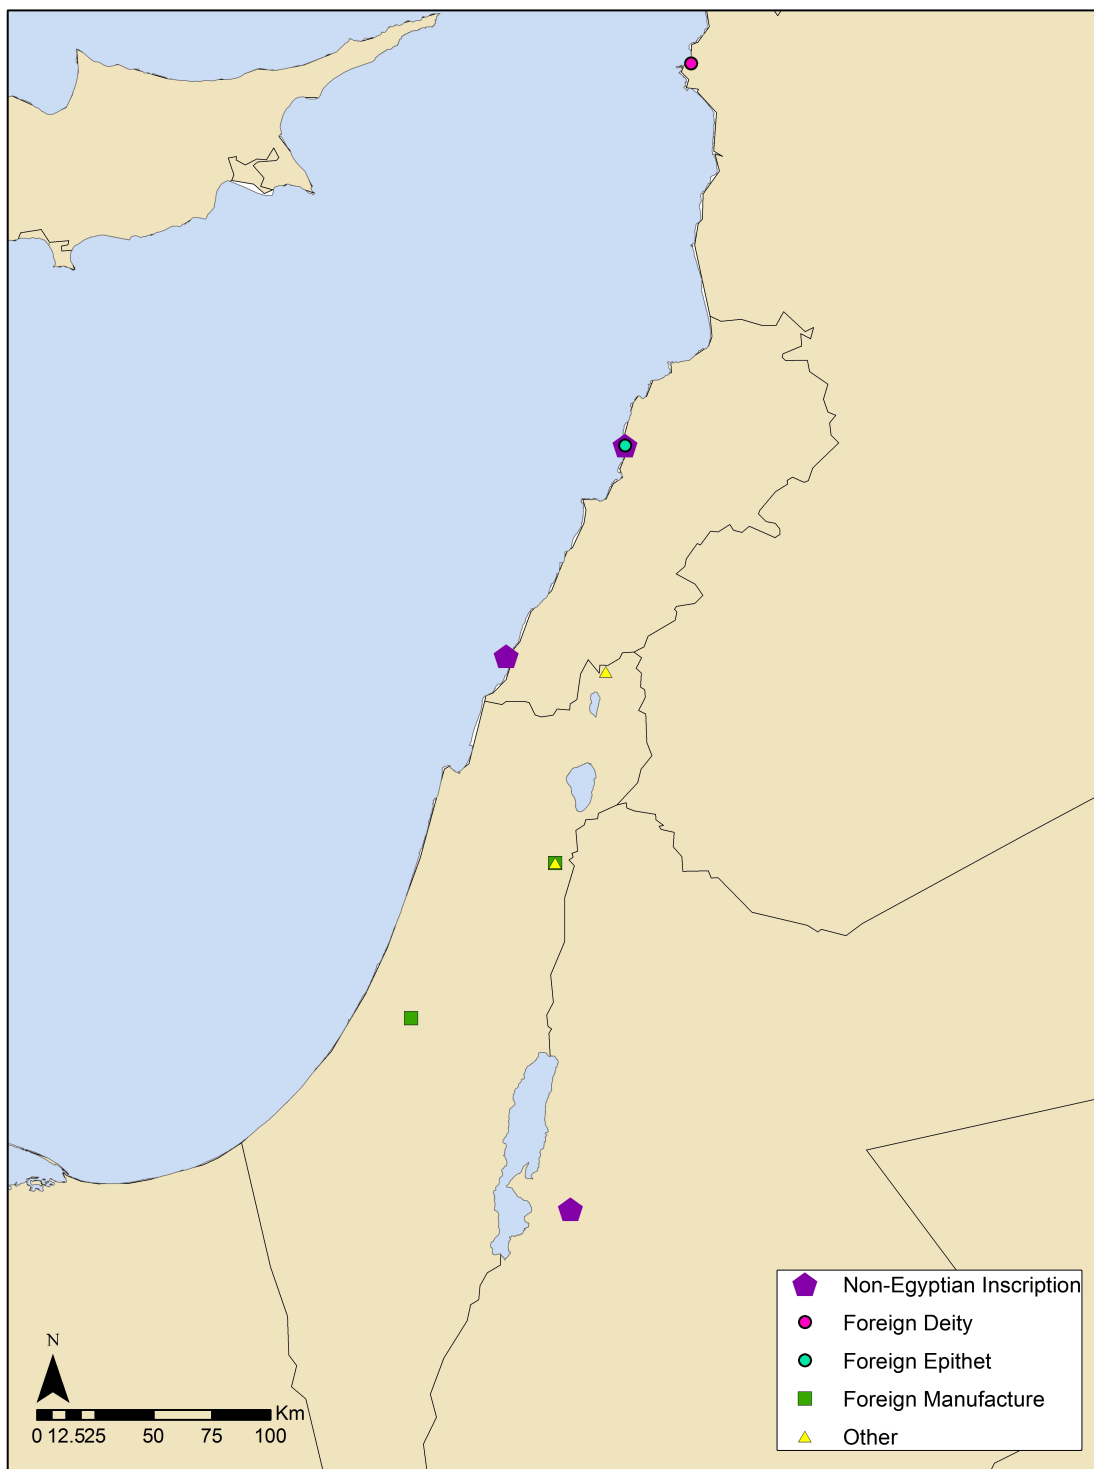 Non-Egyptian Inscription
Foreign Deity
Foreign Epithet
Foreign Manufacture
Other
N
Km
0 12.525 50 75 100